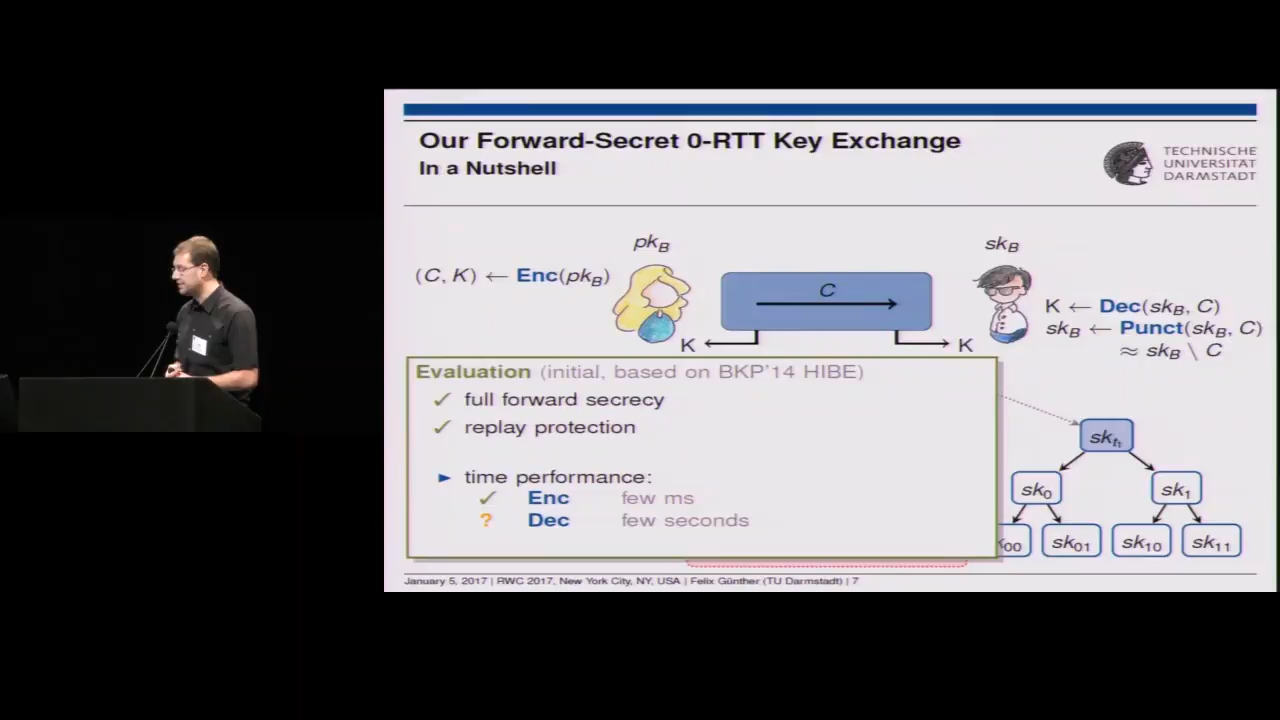 Our Forward-Secret 0-RTT Key Exchange
In a Nutshell
TECHNISCHE
UNIVERSITÄT
DARMSTADT
pk_B
sk_B
(C, K) ← Enc(pk_B)
C
K ← Dec(sk_B, C)
sk_B ← Punct(sk_B, C)
≈ sk_B \ C
K
K
Evaluation (initial, based on BKP'14 HIBE)
✓ full forward secrecy
✓ replay protection
► time performance:
✓ Enc few ms
? Dec few seconds
sk_0
sk_1
sk_01
sk_10
sk_11
January 5, 2017 | RWC 2017, New York City, NY, USA | Felix Günther (TU Darmstadt) | 7